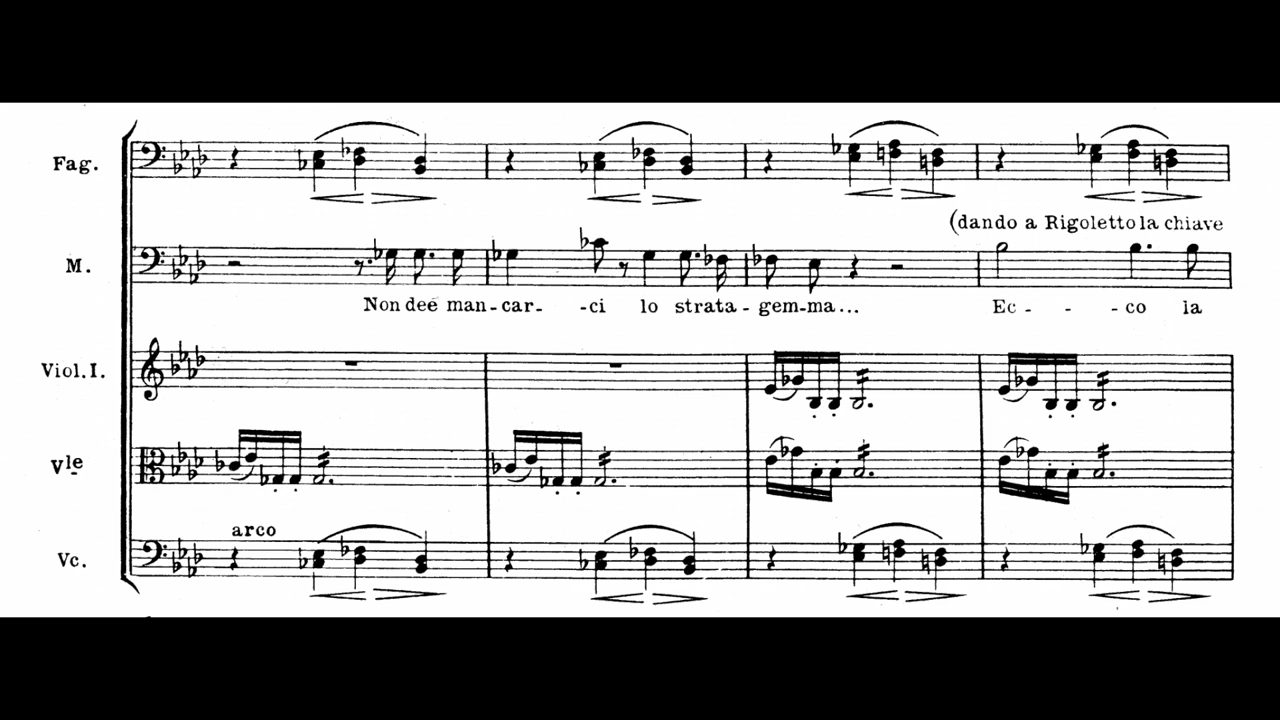 Fag.
(dando a Rigoletto la chiave
M.
Non dee man-car- -ci lo strata-gem-ma... Ec - - -co la
Viol. I.
Vle
arco
Vc.